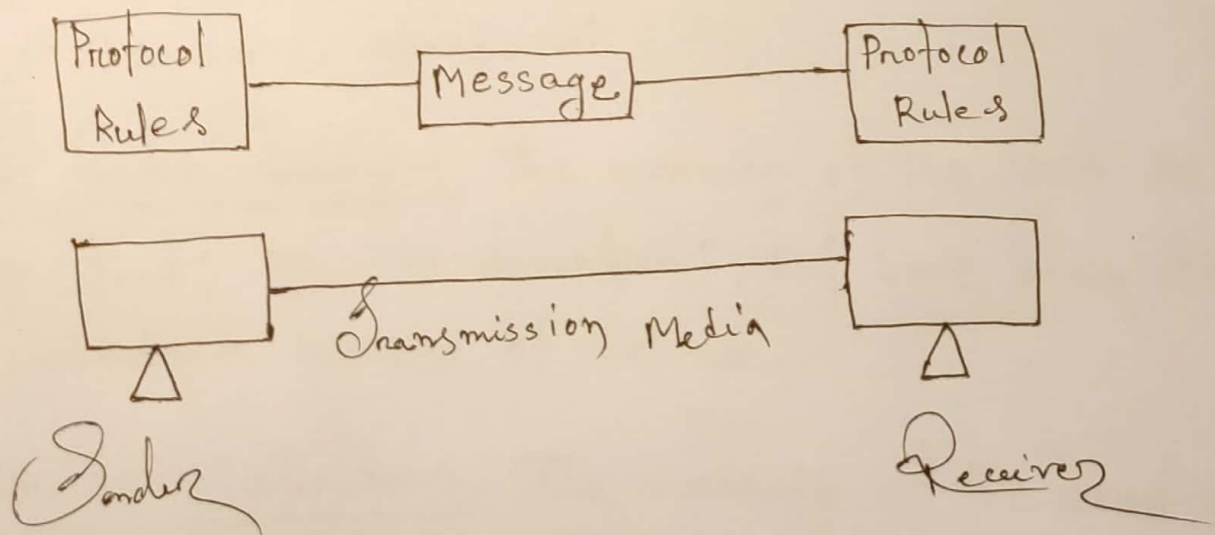 Protocol
Rules
Message
Protocol
Rules
Transmission Media
Sender
Receiver